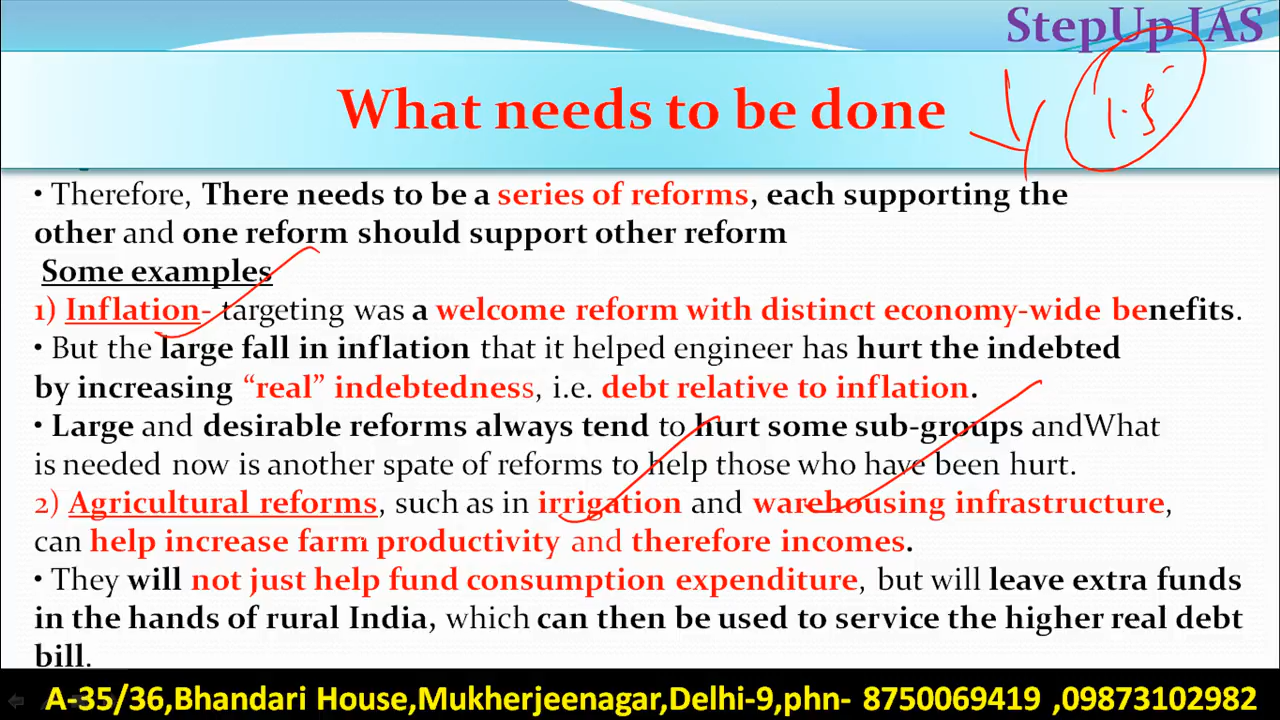 StepUp IAS
What needs to be done
• Therefore, There needs to be a series of reforms, each supporting the
other and one reform should support other reform
Some examples
1) Inflation- targeting was a welcome reform with distinct economy-wide benefits.
• But the large fall in inflation that it helped engineer has hurt the indebted
by increasing “real” indebtedness, i.e. debt relative to inflation.
• Large and desirable reforms always tend to hurt some sub-groups andWhat
is needed now is another spate of reforms to help those who have been hurt.
2) Agricultural reforms, such as in irrigation and warehousing infrastructure,
can help increase farm productivity and therefore incomes.
• They will not just help fund consumption expenditure, but will leave extra funds
in the hands of rural India, which can then be used to service the higher real debt
bill.
A-35/36,Bhandari House,Mukherjeenagar,Delhi-9,phn- 8750069419 ,09873102982